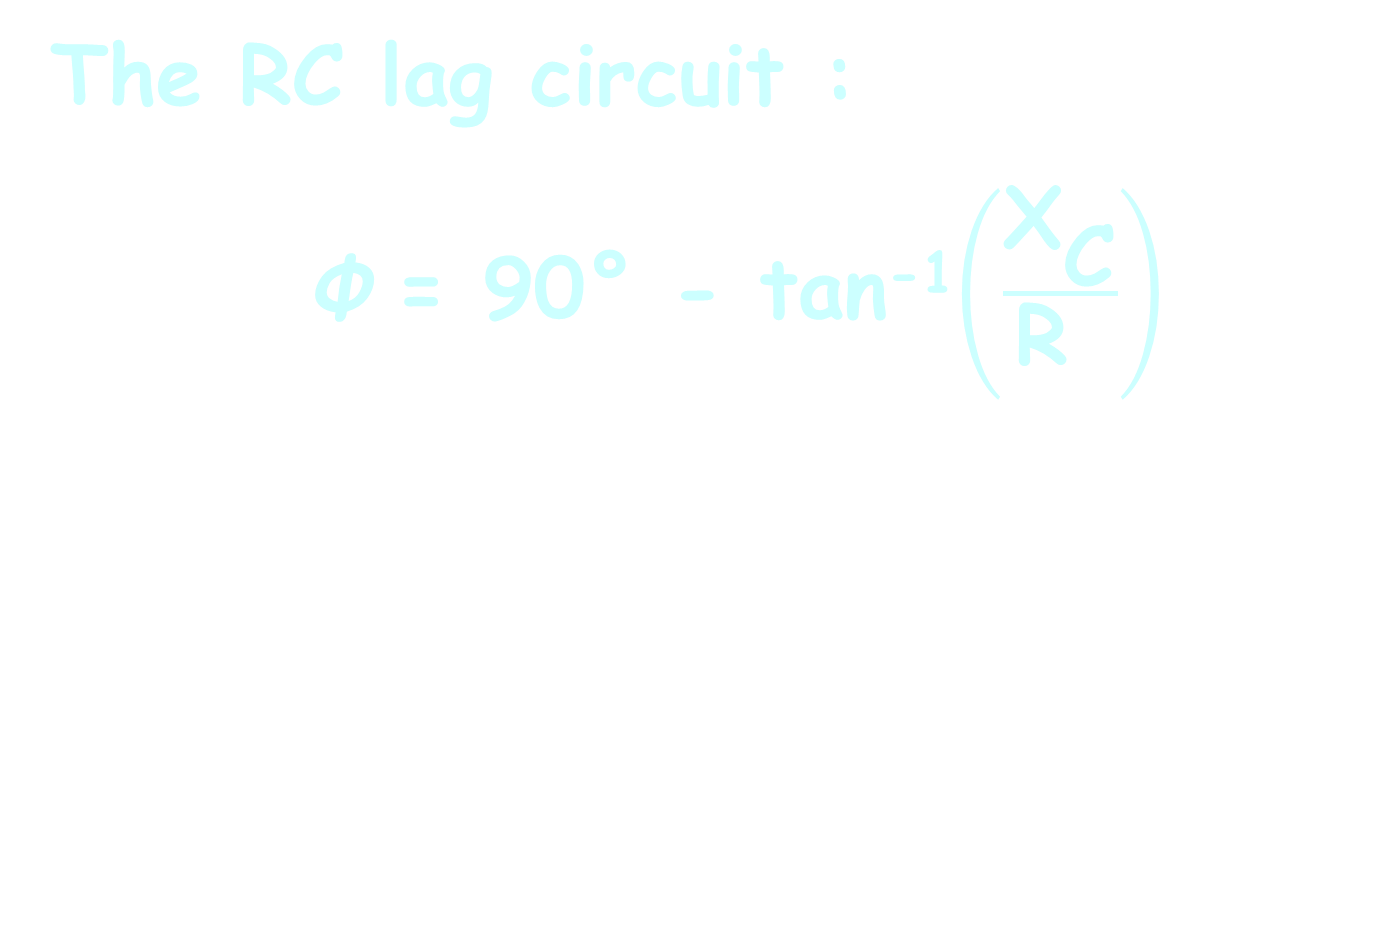 The RC lag circuit :
ϕ = 90° - tan⁻¹(X_C/R)